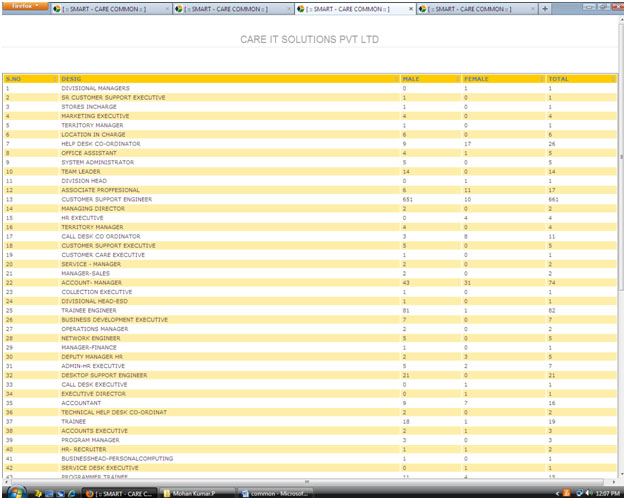 Firefox
[ :: SMART - CARE COMMON :: ] × [ :: SMART - CARE COMMON :: ] × [ :: SMART - CARE COMMON :: ] × [ :: SMART - CARE COMMON :: ] × +
CARE IT SOLUTIONS PVT LTD
S.NO DESIG MALE FEMALE TOTAL
1 DIVISIONAL MANAGERS 0 1 1
2 SR CUSTOMER SUPPORT EXECUTIVE 1 0 1
3 STORES INCHARGE 1 0 1
4 MARKETING EXECUTIVE 4 0 4
5 TERRITORY MANAGER 1 0 1
6 LOCATION IN CHARGE 6 0 6
7 HELP DESK CO-ORDINATOR 9 17 26
8 OFFICE ASSISTANT 4 1 5
9 SYSTEM ADMINISTRATOR 5 0 5
10 TEAM LEADER 14 0 14
11 DIVISION HEAD 0 1 1
12 ASSOCIATE PROFFESIONAL 6 11 17
13 CUSTOMER SUPPORT ENGINEER 651 10 661
14 MANAGING DIRECTOR 2 0 2
15 HR EXECUTIVE 0 4 4
16 TERRITORY MANAGER 4 0 4
17 CALL DESK CO ORDINATOR 3 8 11
18 CUSTOMER SUPPORT EXECUTIVE 5 0 5
19 CUSTOMER CARE EXECUTIVE 1 0 1
20 SERVICE - MANAGER 2 0 2
21 MANAGER-SALES 2 0 2
22 ACCOUNT- MANAGER 43 31 74
23 COLLECTION EXECUTIVE 1 0 1
24 DIVISIONAL HEAD-ESD 1 0 1
25 TRAINEE ENGINEER 81 1 82
26 BUSINESS DEVELOPMENT EXECUTIVE 7 0 7
27 OPERATIONS MANAGER 2 0 2
28 NETWORK ENGINEER 5 0 5
29 MANAGER-FINANCE 1 0 1
30 DEPUTY MANAGER HR 2 3 5
31 ADMIN-HR EXECUTIVE 5 2 7
32 DESKTOP SUPPORT ENGINEER 21 0 21
33 CALL DESK EXECUTIVE 0 1 1
34 EXECUTIVE DIRECTOR 0 1 1
35 ACCOUNTANT 9 7 16
36 TECHNICAL HELP DESK CO-ORDINAT 2 0 2
37 TRAINEE 18 1 19
38 ACCOUNTS EXECUTIVE 2 1 3
39 PROGRAM MANAGER 3 0 3
40 HR- RECRUITER 1 1 2
41 BUSINESSHEAD-PERSONALCOMPUTING 1 0 1
42 SERVICE DESK EXECUTIVE 0 1 1
43 PROGRAMMER TRAINEE 11 4 15
[ :: SMART - CARE C... Mohan Kumar.P common - Microsof... 12:07 PM